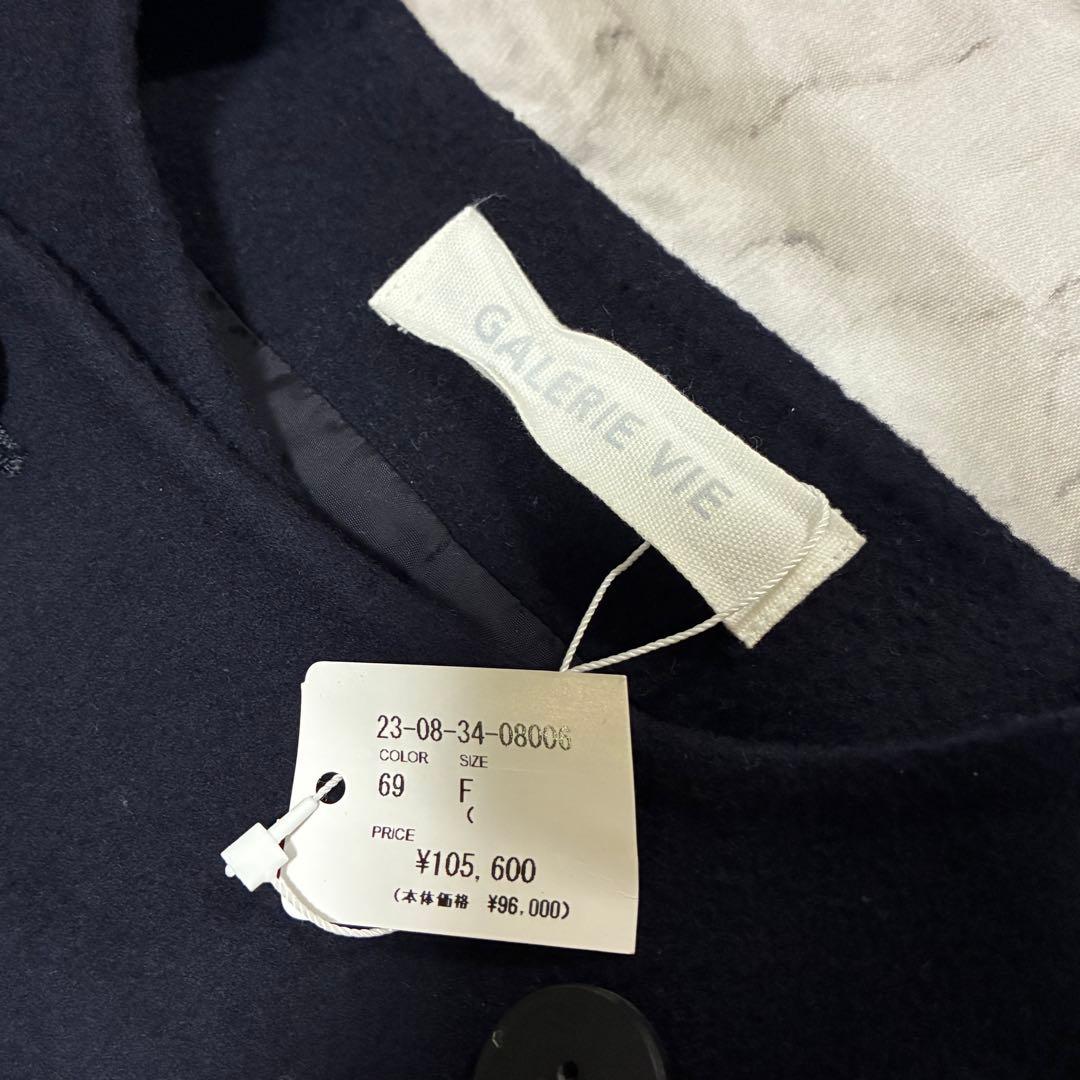 GALERIE VIE
23-08-34-08006
COLOR SIZE
69 F
(
PRICE
¥105,600
(本体価格 ¥96,000)